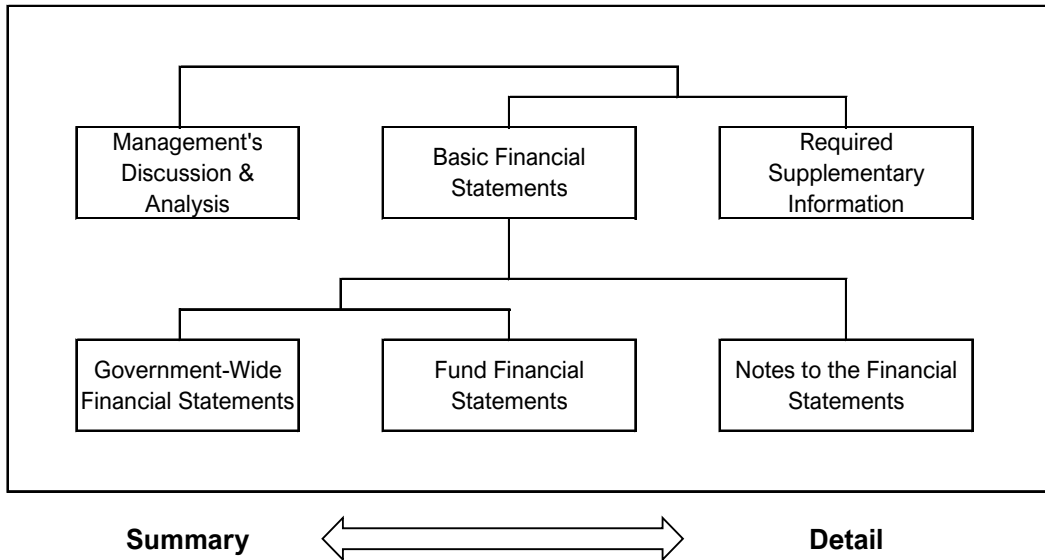 Management's
Discussion &
Analysis
Basic Financial
Statements
Required
Supplementary
Information
Government-Wide
Financial Statements
Fund Financial
Statements
Notes to the Financial
Statements
Summary
Detail